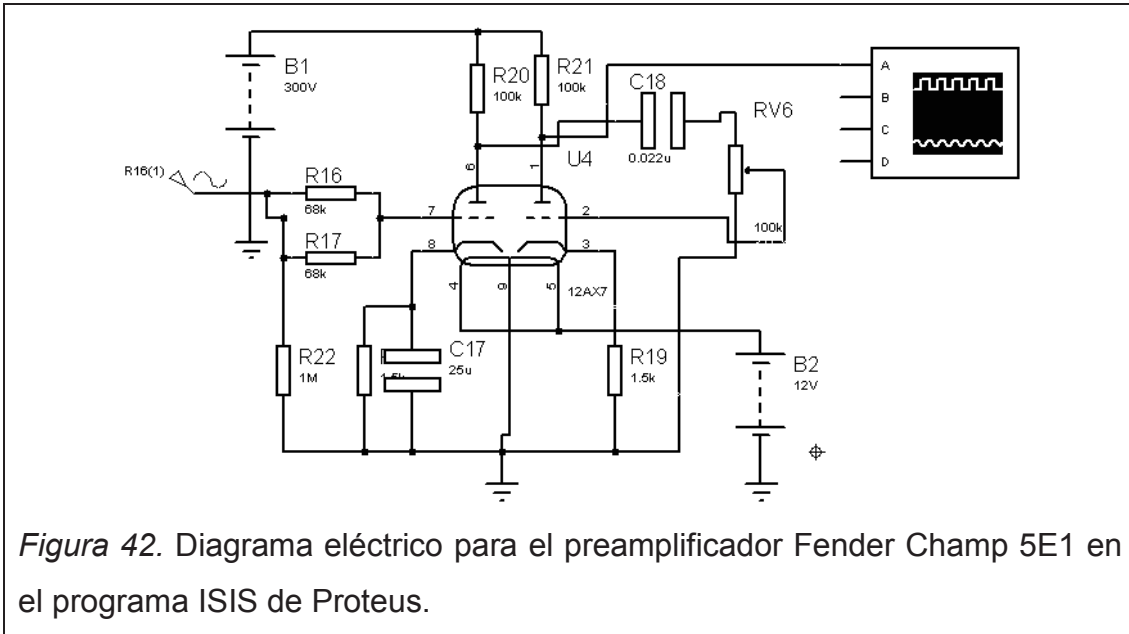 B1
300V
R20
100k
R21
100k
C18
0.022u
RV6
100k
A
B
C
D
R16(1)
R16
68k
R17
68k
6
1
U4
7
2
8
3
4
9
5
12AX7
R22
1M
C17
25u
R19
1.5k
B2
12V
Figura 42. Diagrama eléctrico para el preamplificador Fender Champ 5E1 en
el programa ISIS de Proteus.